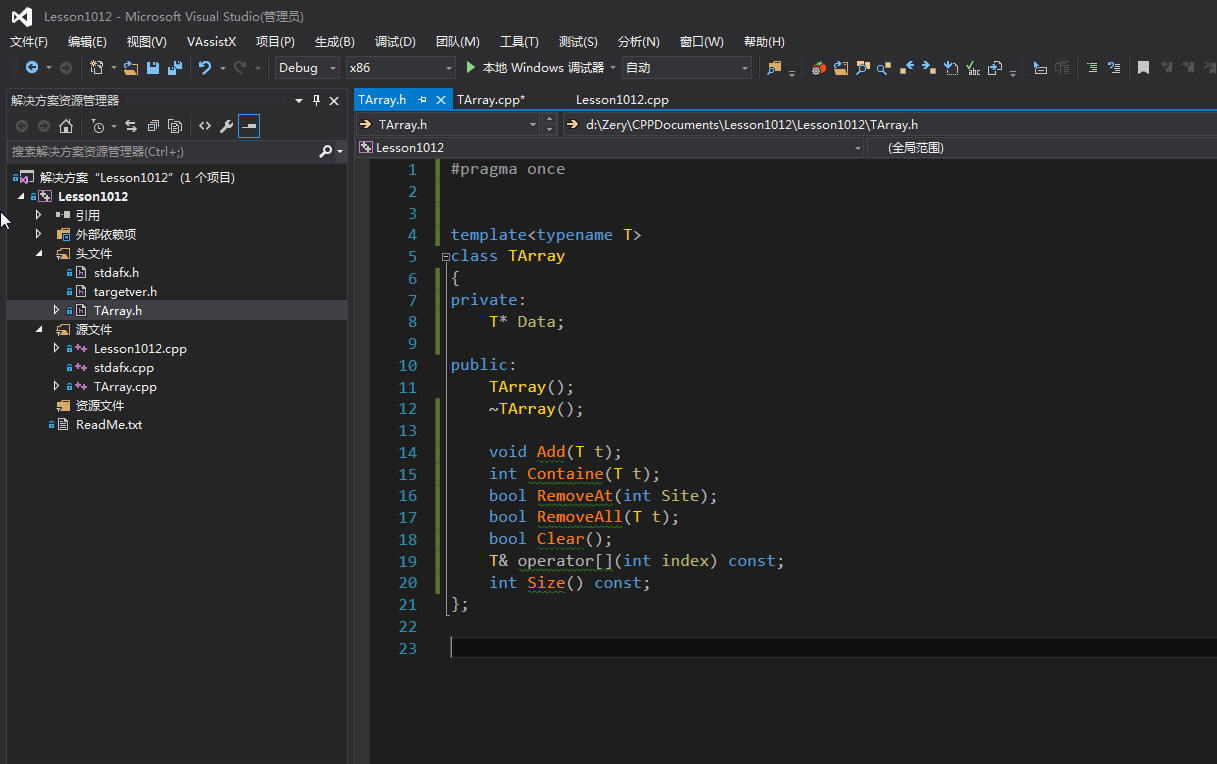 Lesson1012 - Microsoft Visual Studio(管理员)
文件(F) 编辑(E) 视图(V) VAssistX 项目(P) 生成(B) 调试(D) 团队(M) 工具(T) 测试(S) 分析(N) 窗口(W) 帮助(H)
Debug x86 本地 Windows 调试器 自动
解决方案资源管理器
搜索解决方案资源管理器(Ctrl+;)
解决方案 “Lesson1012” (1 个项目)
Lesson1012
引用
外部依赖项
头文件
stdafx.h
targetver.h
TArray.h
源文件
Lesson1012.cpp
stdafx.cpp
TArray.cpp
资源文件
ReadMe.txt
TArray.h TArray.cpp* Lesson1012.cpp
TArray.h d:\Zery\CPPDocuments\Lesson1012\Lesson1012\TArray.h
Lesson1012 (全局范围)
1 #pragma once
2
3
4 template<typename T>
5 class TArray
6 {
7 private:
8 T* Data;
9
10 public:
11 TArray();
12 ~TArray();
13
14 void Add(T t);
15 int Containe(T t);
16 bool RemoveAt(int Site);
17 bool RemoveAll(T t);
18 bool Clear();
19 T& operator[](int index) const;
20 int Size() const;
21 };
22
23